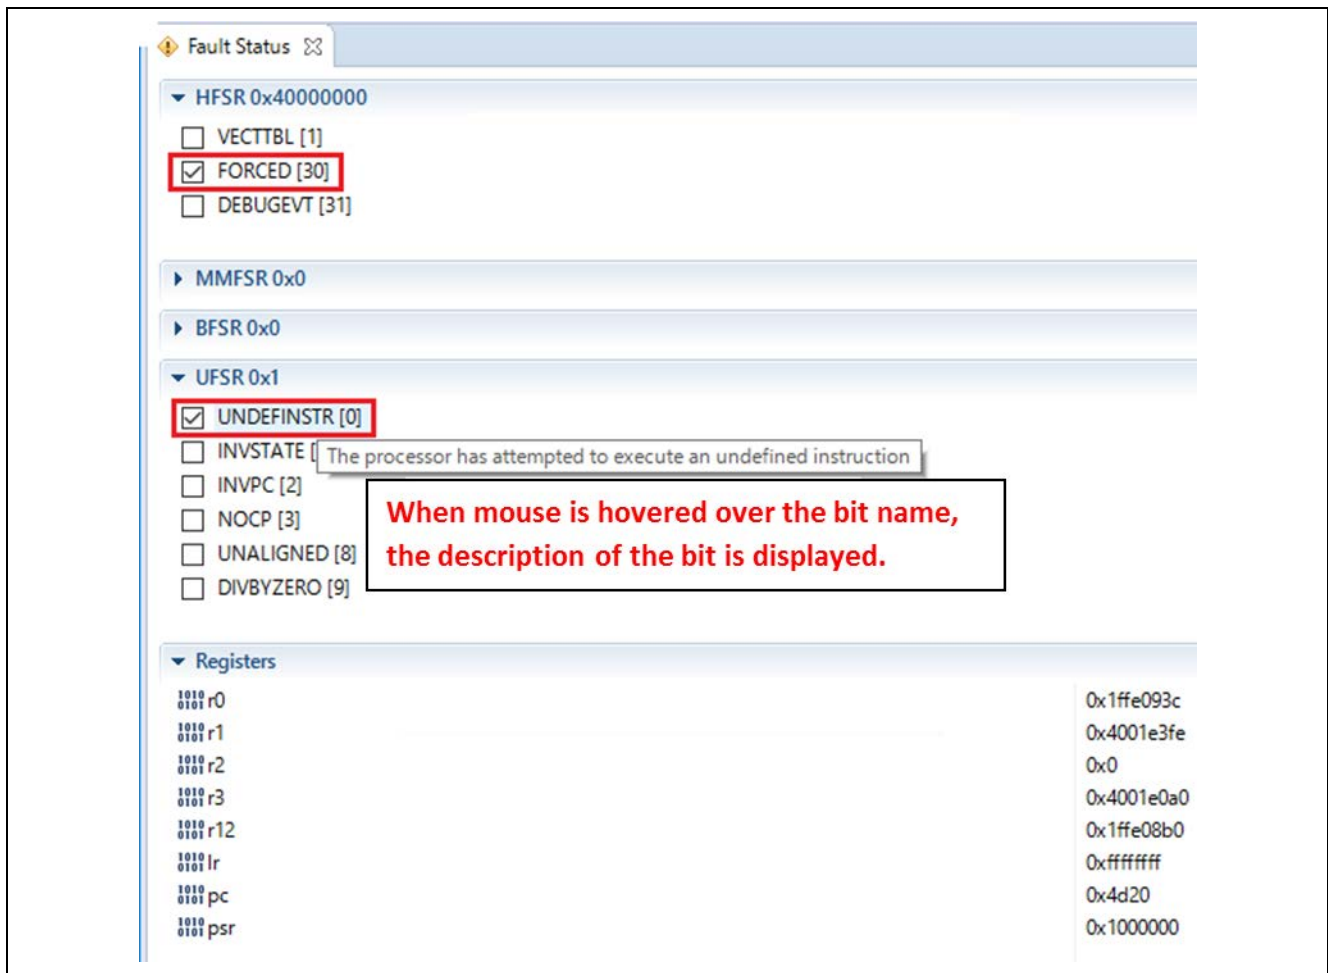 Fault Status
HFSR 0x40000000
VECTTBL [1]
FORCED [30]
DEBUGEVT [31]
MMFSR 0x0
BFSR 0x0
UFSR 0x1
UNDEFINSTR [0]
INVSTATE [
The processor has attempted to execute an undefined instruction
INVPC [2]
NOCP [3]
UNALIGNED [8]
DIVBYZERO [9]
When mouse is hovered over the bit name,
the description of the bit is displayed.
Registers
r0 0x1ffe093c
r1 0x4001e3fe
r2 0x0
r3 0x4001e0a0
r12 0x1ffe08b0
lr 0xffffffff
pc 0x4d20
psr 0x1000000